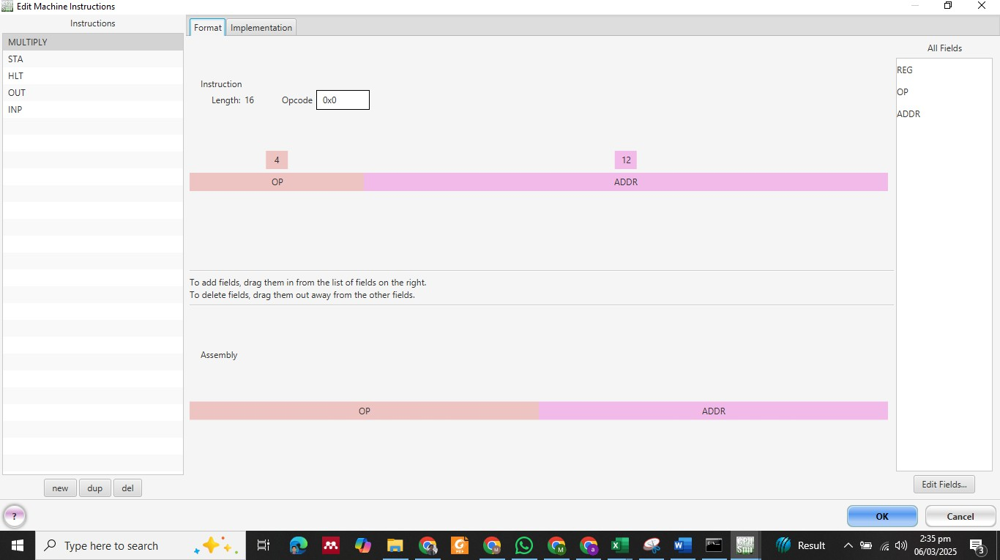 Edit Machine Instructions
Instructions
MULTIPLY
STA
HLT
OUT
INP
new dup del
Format Implementation
Instruction
Length: 16 Opcode 0x0
4 12
OP ADDR
To add fields, drag them in from the list of fields on the right.
To delete fields, drag them out away from the other fields.
Assembly
OP ADDR
All Fields
REG
OP
ADDR
Edit Fields...
? OK Cancel
Type here to search
Result
2:35 pm
06/03/2025
3